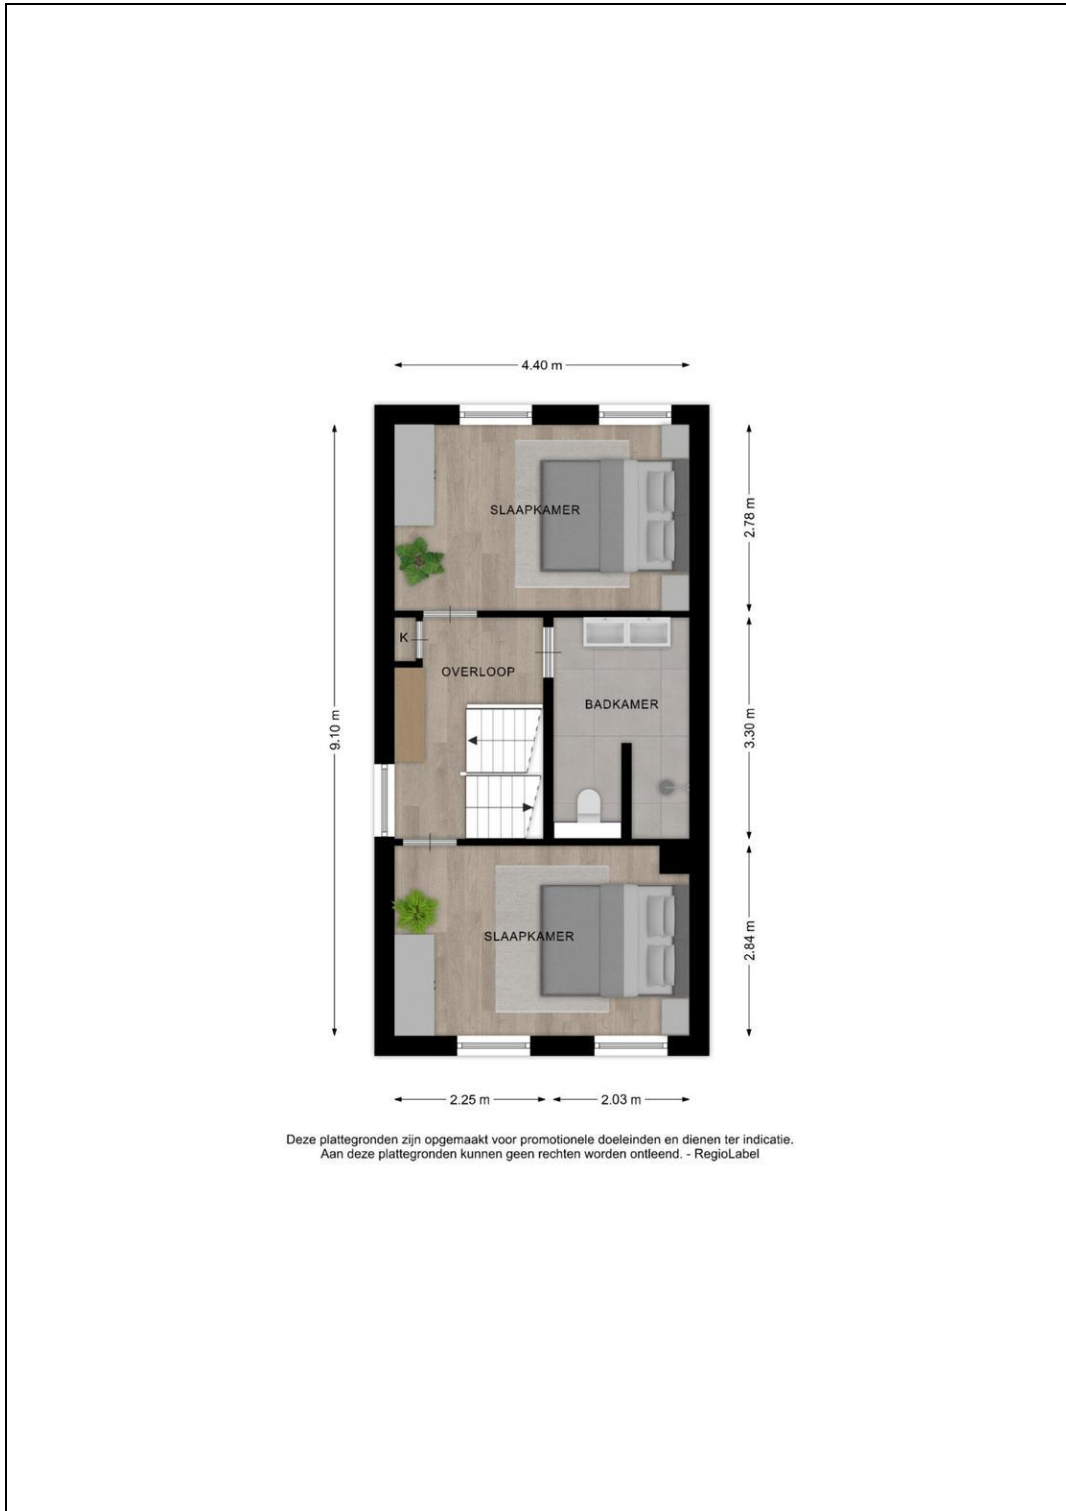 4.40 m
SLAAPKAMER
2.78 m
K
OVERLOOP
BADKAMER
9.10 m
3.30 m
SLAAPKAMER
2.84 m
2.25 m
2.03 m
Deze plattegronden zijn opgemaakt voor promotionele doeleinden en dienen ter indicatie.
Aan deze plattegronden kunnen geen rechten worden ontleend. - RegioLabel